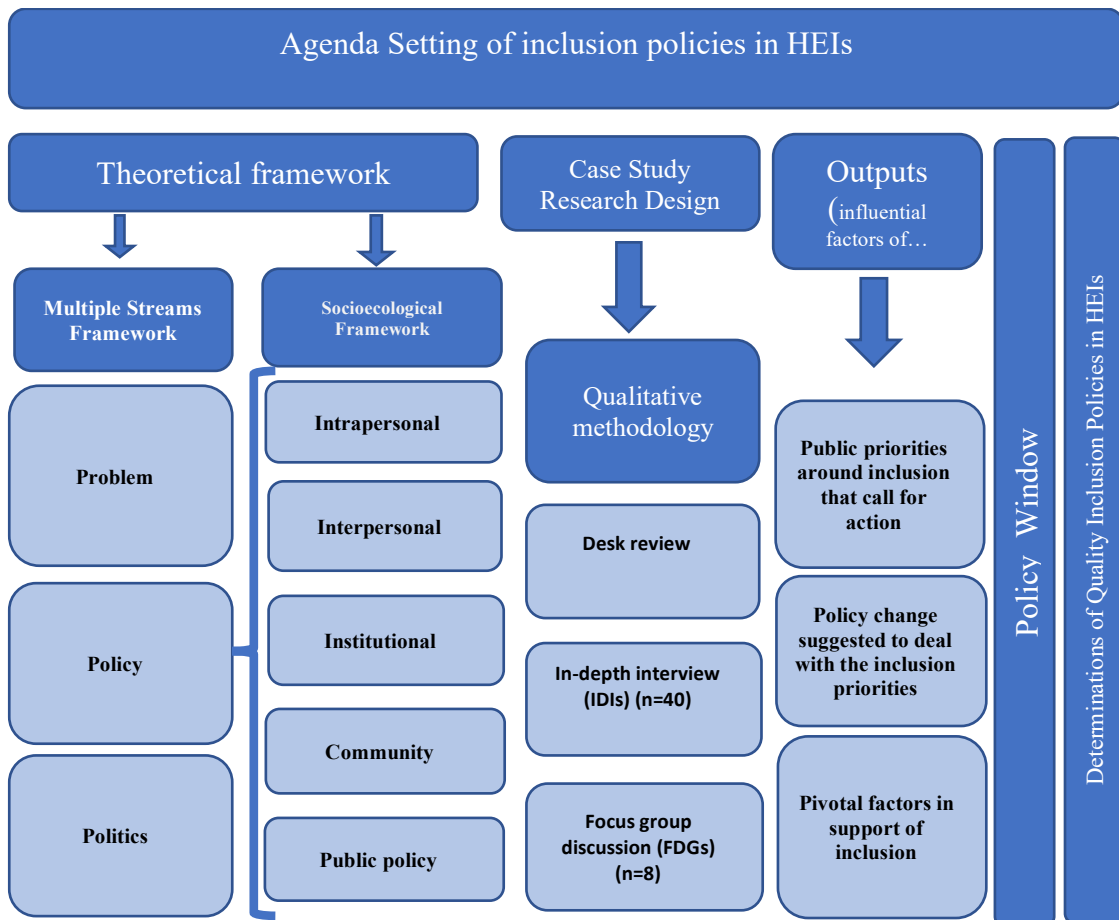 Agenda Setting of inclusion policies in HEIs
Theoretical framework
Multiple Streams
Framework
Problem
Policy
Politics
Socioecological
Framework
Intrapersonal
Interpersonal
Institutional
Community
Public policy
Case Study
Research Design
Qualitative
methodology
Desk review
In-depth interview
(IDIs) (n=40)
Focus group
discussion (FDGs)
(n=8)
Outputs
(influential
factors of…
Public priorities
around inclusion
that call for
action
Policy change
suggested to deal
with the inclusion
priorities
Pivotal factors in
support of
inclusion
Policy Window
Determinations of Quality Inclusion Policies in HEIs